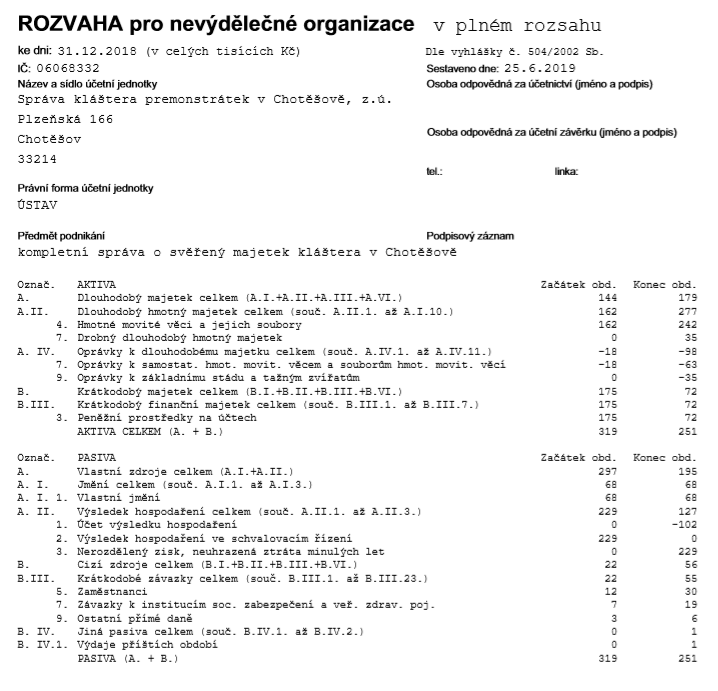 ROZVAHA pro nevýdělečné organizace v plném rozsahu
ke dni: 31.12.2018 (v celých tisících Kč) Dle vyhlášky č. 504/2002 Sb.
IČ: 06068332 Sestaveno dne: 25.6.2019
Název a sídlo účetní jednotky Osoba odpovědná za účetnictví (jméno a podpis)
Správa kláštera premonstrátek v Chotěšově, z.ú.
Plzeňská 166
Chotěšov Osoba odpovědná za účetní závěrku (jméno a podpis)
33214
tel.: linka:
Právní forma účetní jednotky
ÚSTAV
Předmět podnikání Podpisový záznam
kompletní správa o svěřený majetek kláštera v Chotěšově
Označ. AKTIVA Začátek obd. Konec obd.
A. Dlouhodobý majetek celkem (A.I.+A.II.+A.III.+A.VI.) 144 179
A.II. Dlouhodobý hmotný majetek celkem (souč. A.II.1. až A.I.10.) 162 277
4. Hmotné movité věci a jejich soubory 162 242
7. Drobný dlouhodobý hmotný majetek 0 35
A. IV. Oprávky k dlouhodobému majetku celkem (souč. A.IV.1. až A.IV.11.) -18 -98
7. Oprávky k samostat. hmot. movit. věcem a souborům hmot. movit. věcí -18 -63
9. Oprávky k základnímu stádu a tažným zvířatům 0 -35
B. Krátkodobý majetek celkem (B.I.+B.II.+B.III.+B.VI.) 175 72
B.III. Krátkodobý finanční majetek celkem (souč. B.III.1. až B.III.7.) 175 72
3. Peněžní prostředky na účtech 175 72
AKTIVA CELKEM (A. + B.) 319 251
Označ. PASIVA Začátek obd. Konec obd.
A. Vlastní zdroje celkem (A.I.+A.II.) 297 195
A. I. Jmění celkem (souč. A.I.1. až A.I.3.) 68 68
A. I. 1. Vlastní jmění 68 68
A. II. Výsledek hospodaření celkem (souč. A.II.1. až A.II.3.) 229 127
1. Účet výsledku hospodaření 0 -102
2. Výsledek hospodaření ve schvalovacím řízení 229 0
3. Nerozdělený zisk, neuhrazená ztráta minulých let 0 229
B. Cizí zdroje celkem (B.I.+B.II.+B.III.+B.VI.) 22 56
B.III. Krátkodobé závazky celkem (souč. B.III.1. až B.III.23.) 22 55
5. Zaměstnanci 12 30
7. Závazky k institucím soc. zabezpečení a veř. zdrav. poj. 7 19
9. Ostatní přímé daně 3 6
B. IV. Jiná pasiva celkem (souč. B.IV.1. až B.IV.2.) 0 1
B. IV.1. Výdaje příštích období 0 1
PASIVA (A. + B.) 319 251